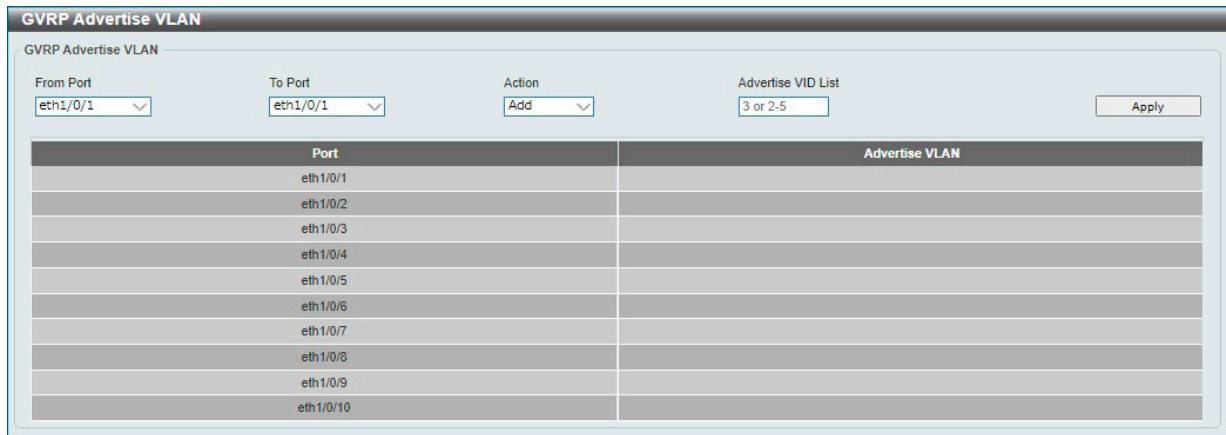 GVRP Advertise VLAN
GVRP Advertise VLAN
From Port To Port Action Advertise VID List
eth1/0/1 eth1/0/1 Add 3 or 2-5 Apply
Port Advertise VLAN
eth1/0/1
eth1/0/2
eth1/0/3
eth1/0/4
eth1/0/5
eth1/0/6
eth1/0/7
eth1/0/8
eth1/0/9
eth1/0/10